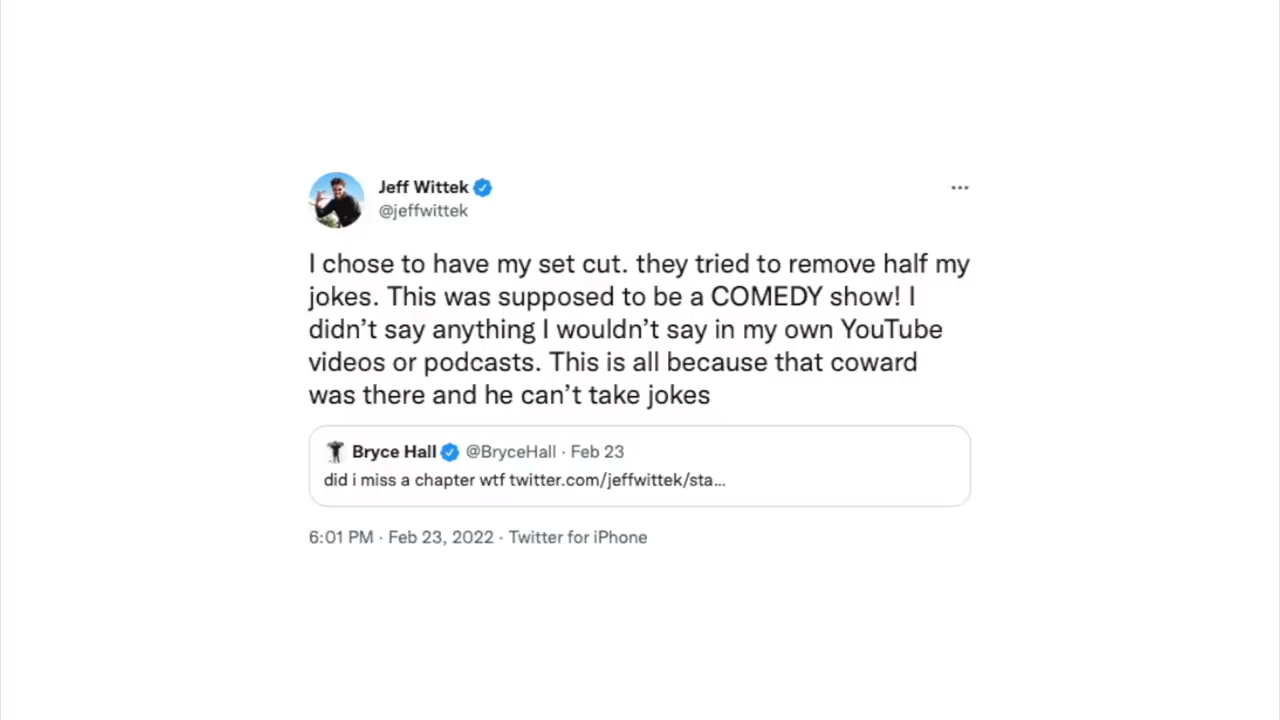 Jeff Wittek
@jeffwittek
I chose to have my set cut. they tried to remove half my
jokes. This was supposed to be a COMEDY show! I
didn’t say anything I wouldn’t say in my own YouTube
videos or podcasts. This is all because that coward
was there and he can’t take jokes
Bryce Hall @BryceHall · Feb 23
did i miss a chapter wtf twitter.com/jeffwittek/sta...
6:01 PM · Feb 23, 2022 · Twitter for iPhone